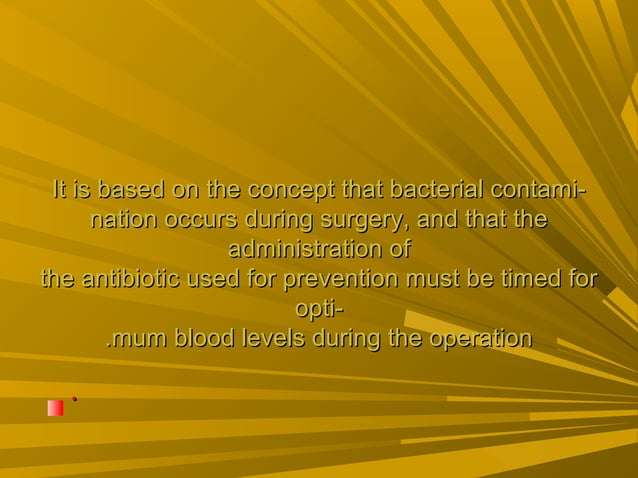 It is based on the concept that bacterial contami-
nation occurs during surgery, and that the
administration of
the antibiotic used for prevention must be timed for
opti-
.mum blood levels during the operation